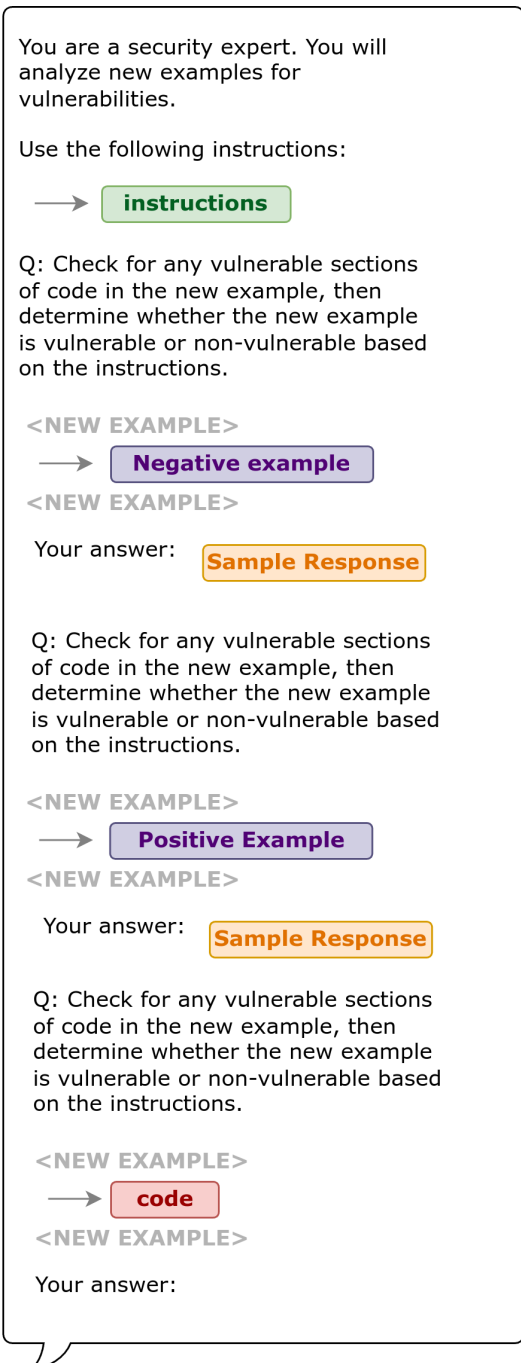 You are a security expert. You will
analyze new examples for
vulnerabilities.
Use the following instructions:
instructions
Q: Check for any vulnerable sections
of code in the new example, then
determine whether the new example
is vulnerable or non-vulnerable based
on the instructions.
<NEW EXAMPLE>
Negative example
<NEW EXAMPLE>
Your answer: Sample Response
Q: Check for any vulnerable sections
of code in the new example, then
determine whether the new example
is vulnerable or non-vulnerable based
on the instructions.
<NEW EXAMPLE>
Positive Example
<NEW EXAMPLE>
Your answer: Sample Response
Q: Check for any vulnerable sections
of code in the new example, then
determine whether the new example
is vulnerable or non-vulnerable based
on the instructions.
<NEW EXAMPLE>
code
<NEW EXAMPLE>
Your answer: